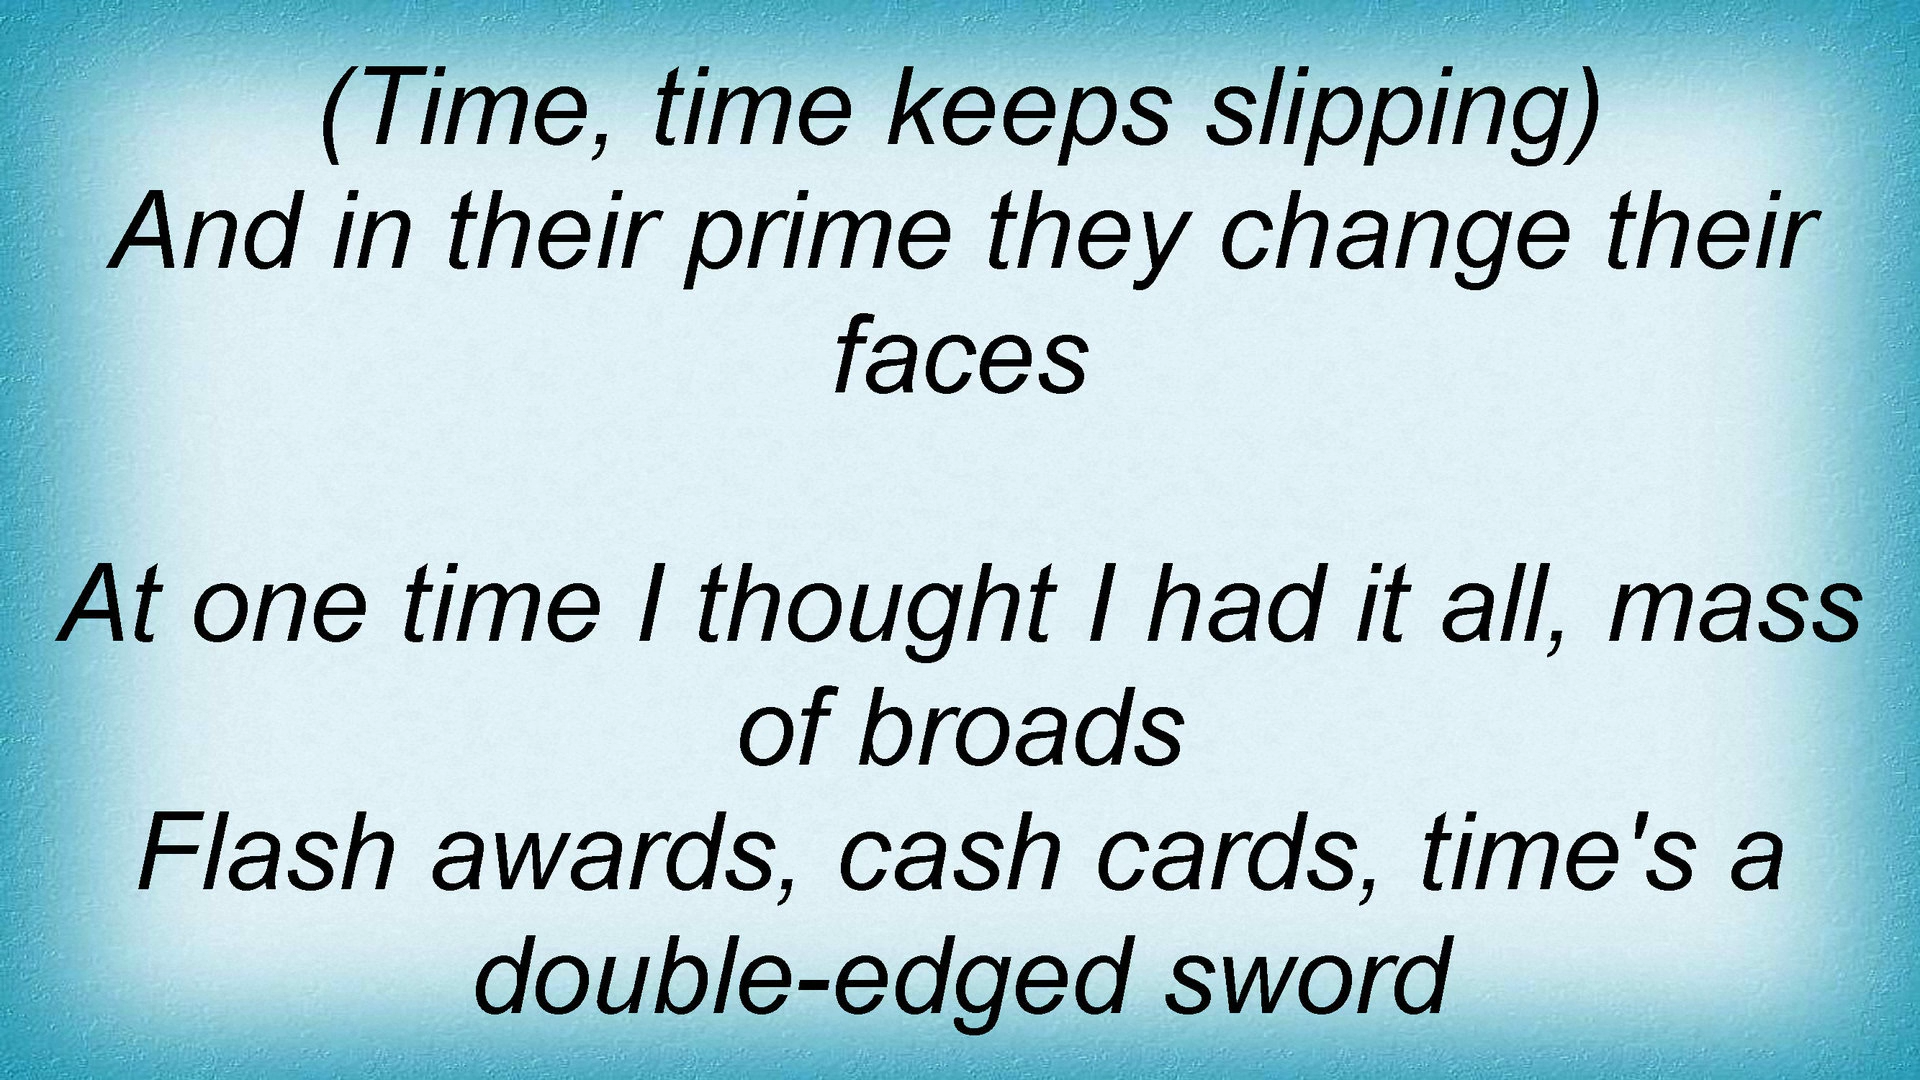 (Time, time keeps slipping)
And in their prime they change their
faces
At one time I thought I had it all, mass
of broads
Flash awards, cash cards, time's a
double-edged sword